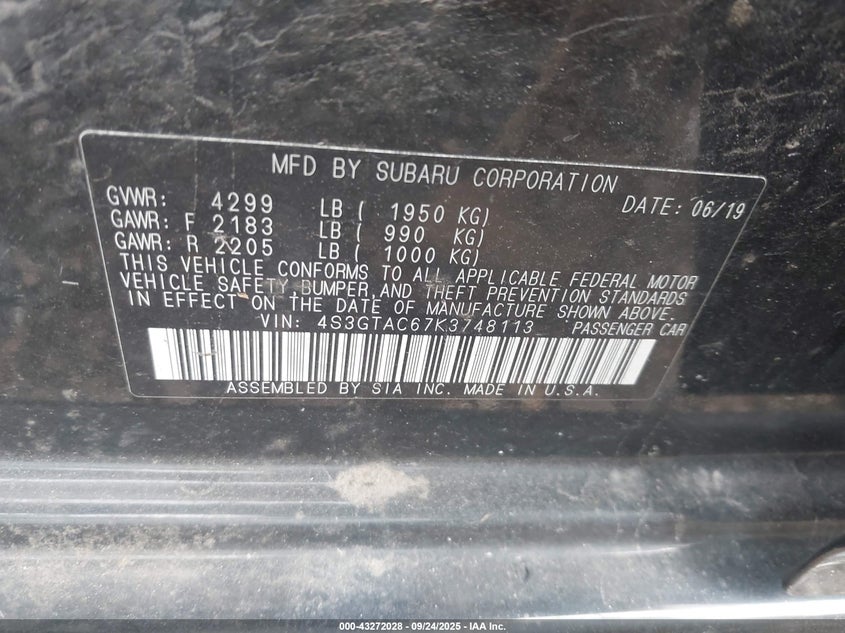 MFD BY SUBARU CORPORATION
GVWR: 4299 LB ( 1950 KG) DATE: 06/19
GAWR: F 2183 LB ( 990 KG)
GAWR: R 2205 LB ( 1000 KG)
THIS VEHICLE CONFORMS TO ALL APPLICABLE FEDERAL MOTOR
VEHICLE SAFETY,BUMPER,AND THEFT PREVENTION STANDARDS
IN EFFECT ON THE DATE OF MANUFACTURE SHOWN ABOVE.
VIN: 4S3GTAC67K3748113 PASSENGER CAR
ASSEMBLED BY SIA INC. MADE IN U.S.A.
000-43272028 - 09/24/2025 - IAA Inc.